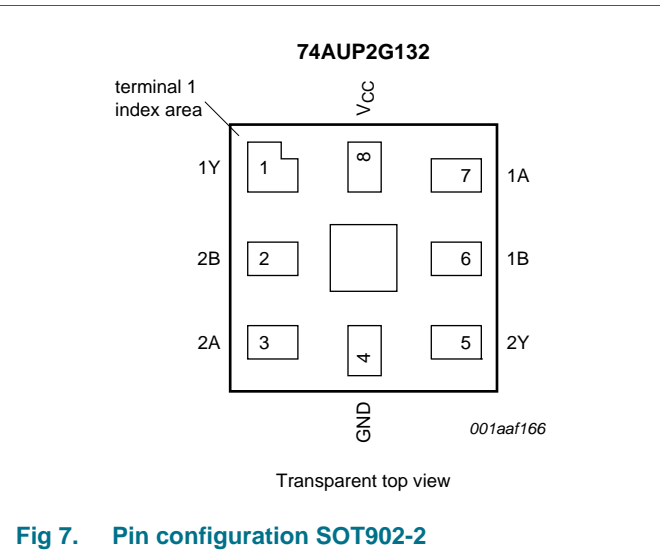 74AUP2G132
terminal 1
index area
VCC
1Y 1 8 7 1A
2B 2 6 1B
2A 3 4 5 2Y
GND
001aaf166
Transparent top view
Fig 7. Pin configuration SOT902-2